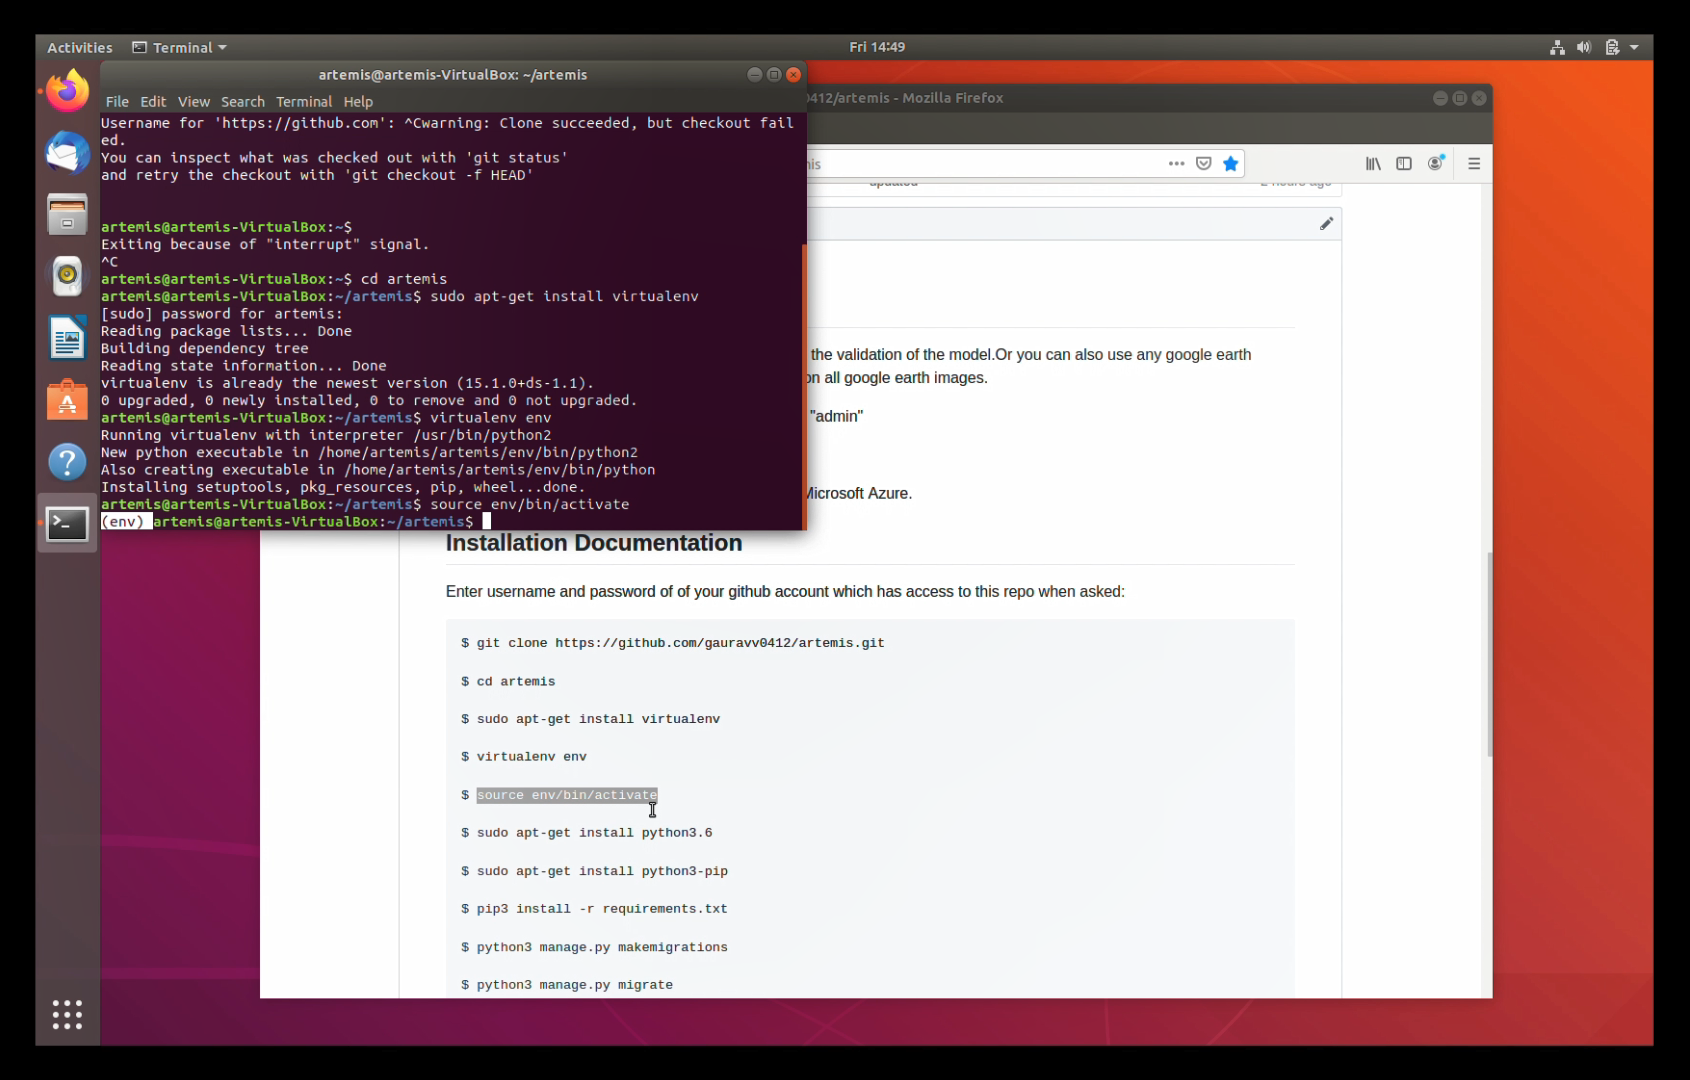 Activities Terminal Fri 14:49
artemis@artemis-VirtualBox: ~/artemis
File Edit View Search Terminal Help
Username for 'https://github.com': ^Cwarning: Clone succeeded, but checkout fail
ed.
You can inspect what was checked out with 'git status'
and retry the checkout with 'git checkout -f HEAD'
artemis@artemis-VirtualBox:~$
Exiting because of "interrupt" signal.
^C
artemis@artemis-VirtualBox:~$ cd artemis
artemis@artemis-VirtualBox:~/artemis$ sudo apt-get install virtualenv
[sudo] password for artemis:
Reading package lists... Done
Building dependency tree
Reading state information... Done
virtualenv is already the newest version (15.1.0+ds-1.1).
0 upgraded, 0 newly installed, 0 to remove and 0 not upgraded.
artemis@artemis-VirtualBox:~/artemis$ virtualenv env
Running virtualenv with interpreter /usr/bin/python2
New python executable in /home/artemis/artemis/env/bin/python2
Also creating executable in /home/artemis/artemis/env/bin/python
Installing setuptools, pkg_resources, pip, wheel...done.
artemis@artemis-VirtualBox:~/artemis$ source env/bin/activate
(env) artemis@artemis-VirtualBox:~/artemis$
0412/artemis - Mozilla Firefox
the validation of the model.Or you can also use any google earth
on all google earth images.
"admin"
Microsoft Azure.
Installation Documentation
Enter username and password of of your github account which has access to this repo when asked:
$ git clone https://github.com/gauravv0412/artemis.git
$ cd artemis
$ sudo apt-get install virtualenv
$ virtualenv env
$ source env/bin/activate
$ sudo apt-get install python3.6
$ sudo apt-get install python3-pip
$ pip3 install -r requirements.txt
$ python3 manage.py makemigrations
$ python3 manage.py migrate